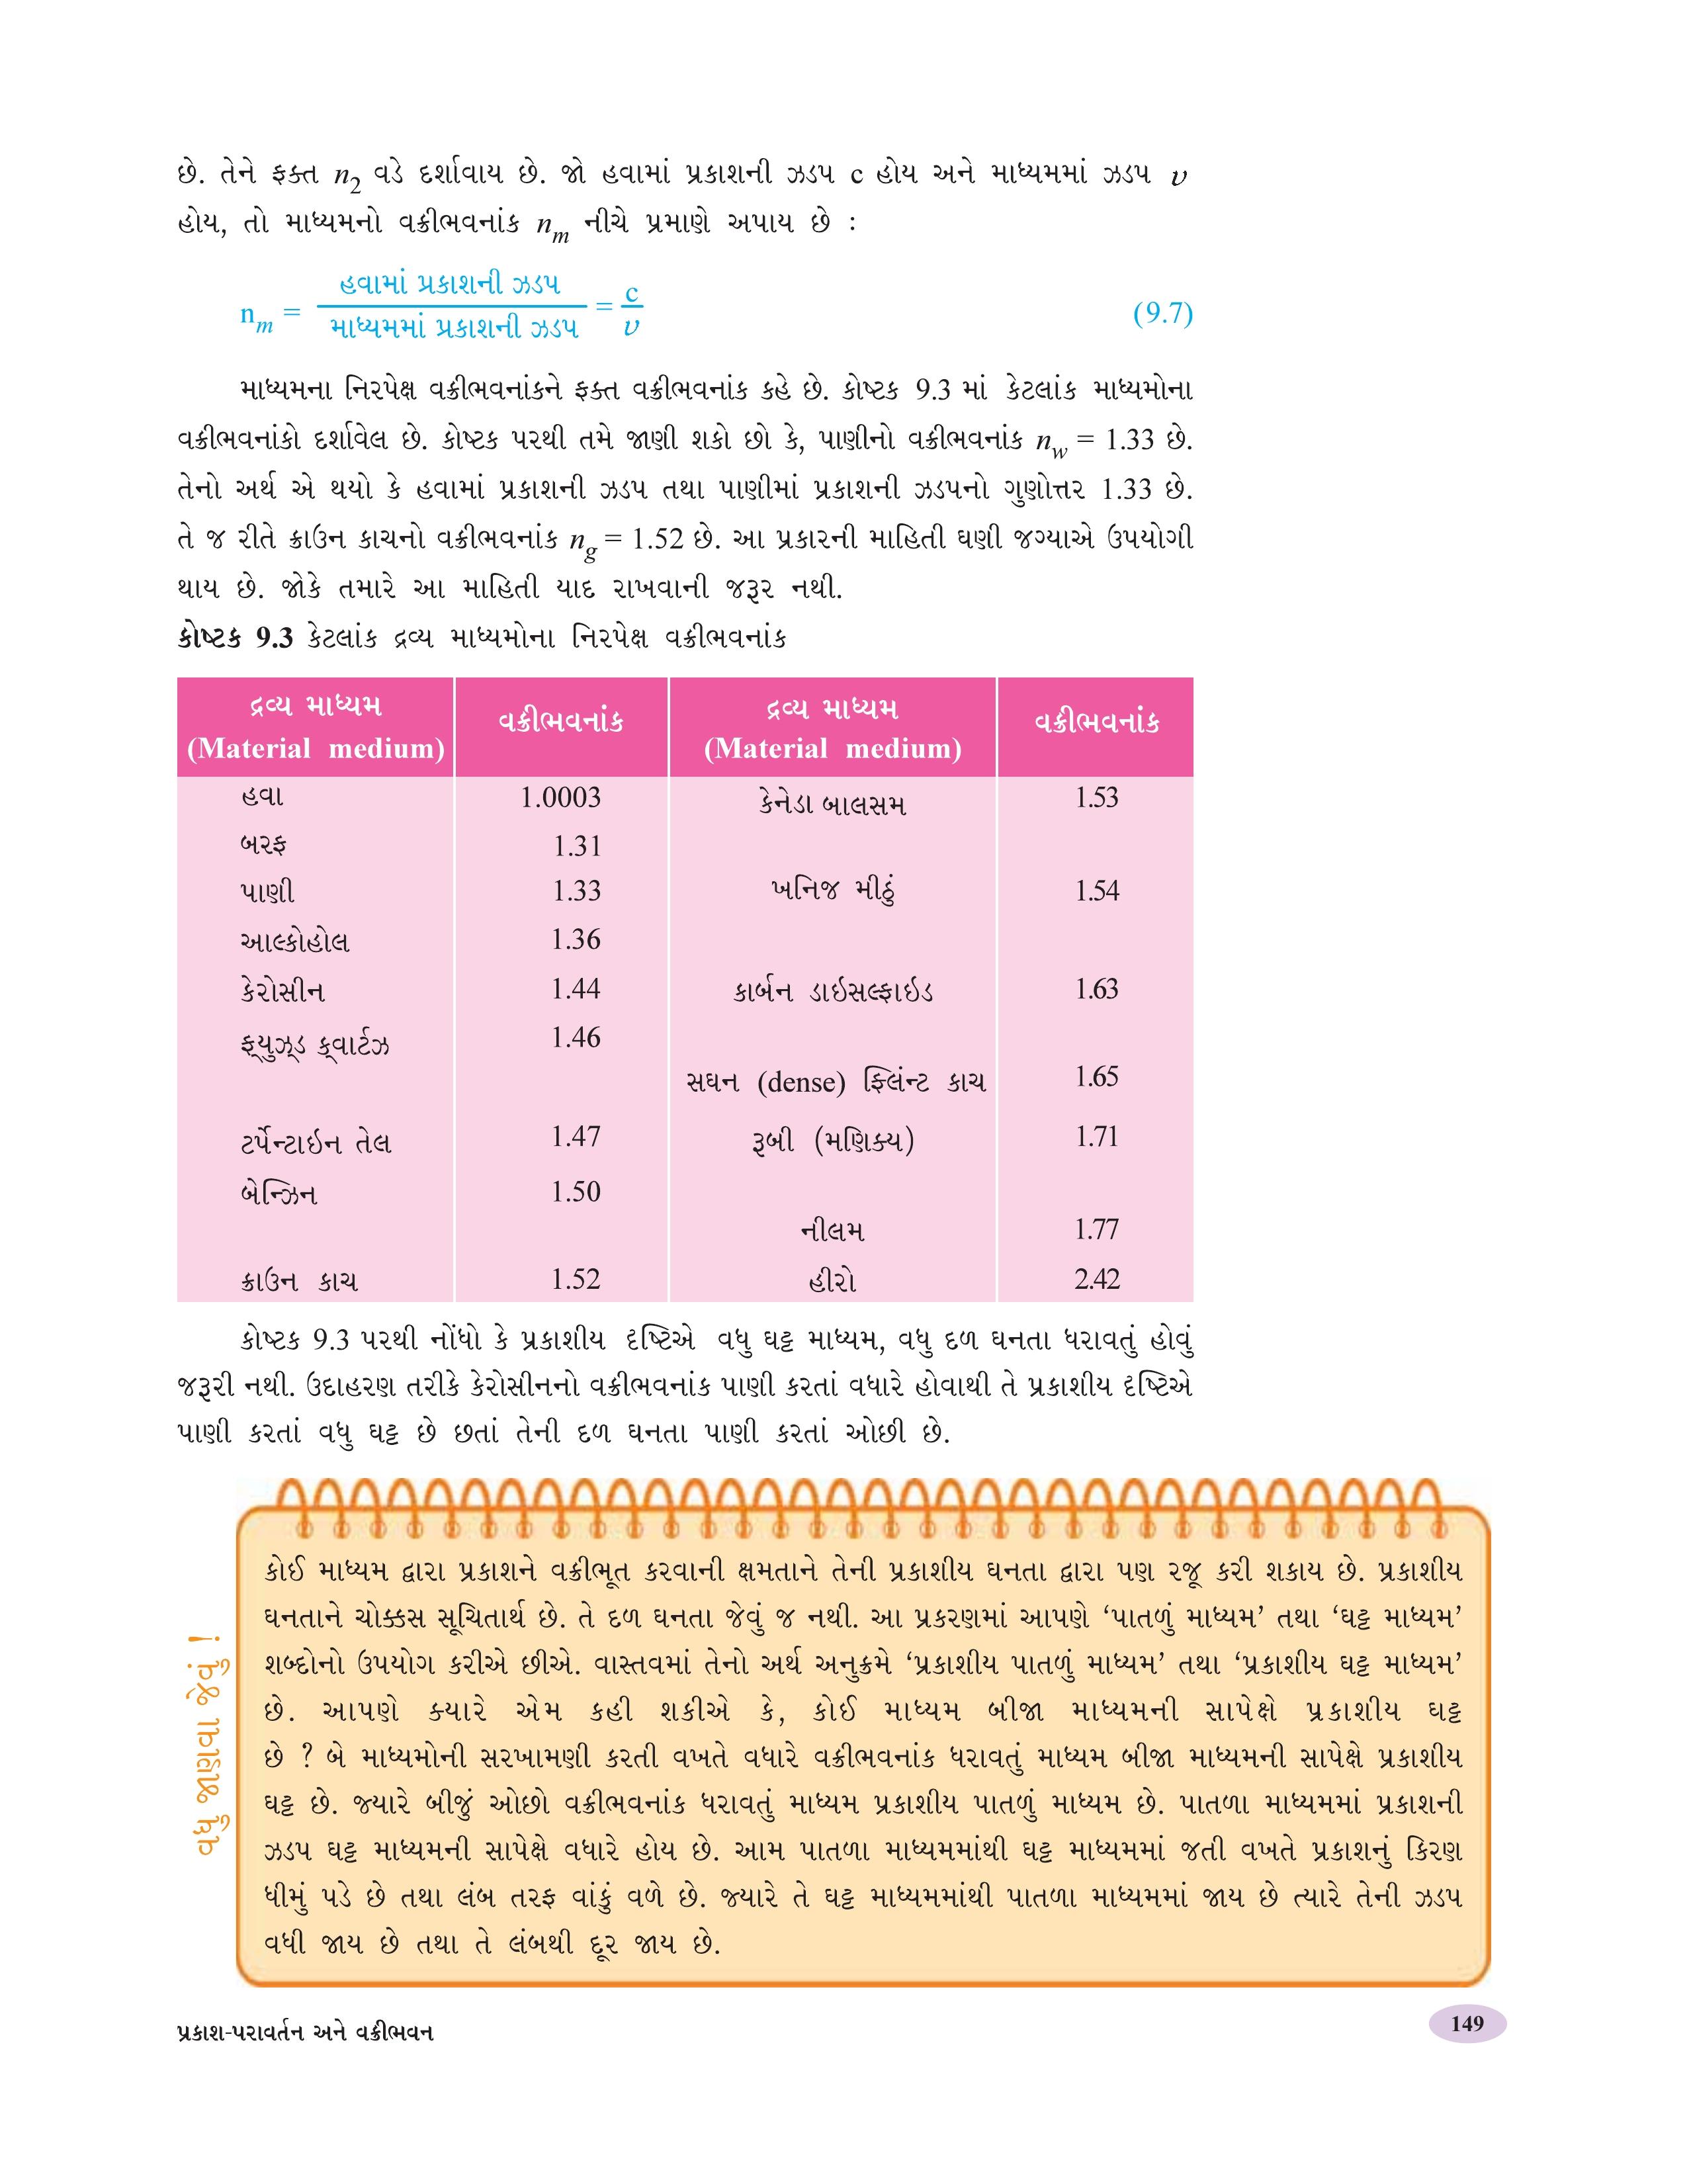 છે. તેને ફક્ત n2 વડે દર્શાવાય છે. જો હવામાં પ્રકાશની ઝડપ c હોય અને માધ્યમમાં ઝડપ υ
હોય, તો માધ્યમનો વક્રીભવનાંક nm નીચે પ્રમાણે અપાય છે :
nm = હવામાં પ્રકાશની ઝડપ / માધ્યમમાં પ્રકાશની ઝડપ = c / υ (9.7)
માધ્યમના નિરપેક્ષ વક્રીભવનાંકને ફક્ત વક્રીભવનાંક કહે છે. કોષ્ટક 9.3 માં કેટલાંક માધ્યમોના
વક્રીભવનાંકો દર્શાવેલ છે. કોષ્ટક પરથી તમે જાણી શકો છો કે, પાણીનો વક્રીભવનાંક nw = 1.33 છે.
તેનો અર્થ એ થયો કે હવામાં પ્રકાશની ઝડપ તથા પાણીમાં પ્રકાશની ઝડપનો ગુણોત્તર 1.33 છે.
તે જ રીતે ક્રાઉન કાચનો વક્રીભવનાંક ng = 1.52 છે. આ પ્રકારની માહિતી ઘણી જગ્યાએ ઉપયોગી
થાય છે. જોકે તમારે આ માહિતી યાદ રાખવાની જરૂર નથી.
કોષ્ટક 9.3 કેટલાંક દ્રવ્ય માધ્યમોના નિરપેક્ષ વક્રીભવનાંક
દ્રવ્ય માધ્યમ (Material medium) વક્રીભવનાંક દ્રવ્ય માધ્યમ (Material medium) વક્રીભવનાંક
હવા 1.0003 કેનેડા બાલસમ 1.53
બરફ 1.31
પાણી 1.33 ખનિજ મીઠું 1.54
આલ્કોહોલ 1.36
કેરોસીન 1.44 કાર્બન ડાઇસલ્ફાઇડ 1.63
ફ્યુઝ્ડ ક્વાર્ટઝ 1.46
સઘન (dense) ફ્લિંન્ટ કાચ 1.65
ટર્પેન્ટાઇન તેલ 1.47 રૂબી (મણિક્ય) 1.71
બેન્ઝિન 1.50
નીલમ 1.77
ક્રાઉન કાચ 1.52 હીરો 2.42
કોષ્ટક 9.3 પરથી નોંધો કે પ્રકાશીય દૃષ્ટિએ વધુ ઘટ્ટ માધ્યમ, વધુ દળ ઘનતા ધરાવતું હોવું
જરૂરી નથી. ઉદાહરણ તરીકે કેરોસીનનો વક્રીભવનાંક પાણી કરતાં વધારે હોવાથી તે પ્રકાશીય દૃષ્ટિએ
પાણી કરતાં વધુ ઘટ્ટ છે છતાં તેની દળ ઘનતા પાણી કરતાં ઓછી છે.
વધુ જાણવા જેવું !
કોઈ માધ્યમ દ્વારા પ્રકાશને વક્રીભૂત કરવાની ક્ષમતાને તેની પ્રકાશીય ઘનતા દ્વારા પણ રજૂ કરી શકાય છે. પ્રકાશીય
ઘનતાને ચોક્કસ સૂચિતાર્થ છે. તે દળ ઘનતા જેવું જ નથી. આ પ્રકરણમાં આપણે ‘પાતળું માધ્યમ’ તથા ‘ઘટ્ટ માધ્યમ’
શબ્દોનો ઉપયોગ કરીએ છીએ. વાસ્તવમાં તેનો અર્થ અનુક્રમે ‘પ્રકાશીય પાતળું માધ્યમ’ તથા ‘પ્રકાશીય ઘટ્ટ માધ્યમ’
છે. આપણે ક્યારે એમ કહી શકીએ કે, કોઈ માધ્યમ બીજા માધ્યમની સાપેક્ષે પ્રકાશીય ઘટ્ટ
છે ? બે માધ્યમોની સરખામણી કરતી વખતે વધારે વક્રીભવનાંક ધરાવતું માધ્યમ બીજા માધ્યમની સાપેક્ષે પ્રકાશીય
ઘટ્ટ છે. જ્યારે બીજું ઓછો વક્રીભવનાંક ધરાવતું માધ્યમ પ્રકાશીય પાતળું માધ્યમ છે. પાતળા માધ્યમમાં પ્રકાશની
ઝડપ ઘટ્ટ માધ્યમની સાપેક્ષે વધારે હોય છે. આમ પાતળા માધ્યમમાંથી ઘટ્ટ માધ્યમમાં જતી વખતે પ્રકાશનું કિરણ
ધીમું પડે છે તથા લંબ તરફ વાંકું વળે છે. જ્યારે તે ઘટ્ટ માધ્યમમાંથી પાતળા માધ્યમમાં જાય છે ત્યારે તેની ઝડપ
વધી જાય છે તથા તે લંબથી દૂર જાય છે.
પ્રકાશ-પરાવર્તન અને વક્રીભવન
149